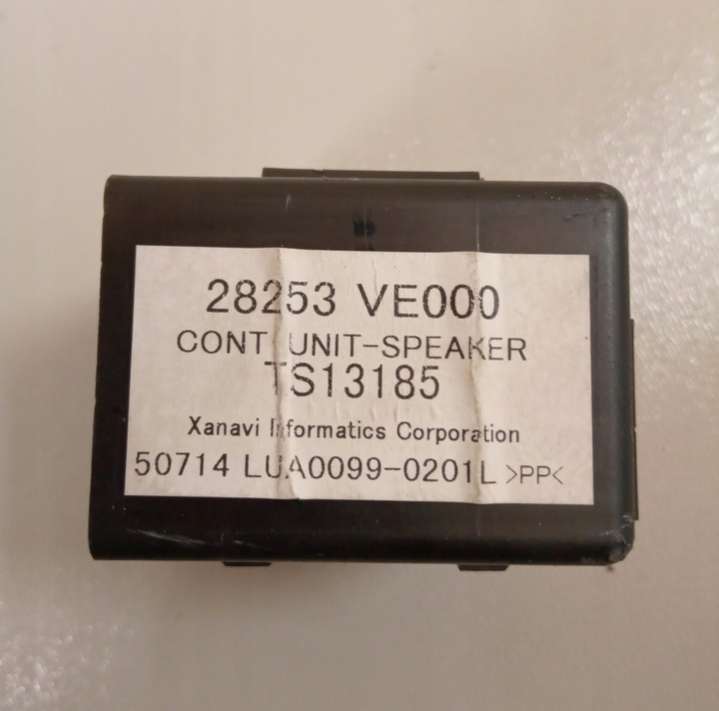 28253 VE000
CONT UNIT-SPEAKER
TS13185
Xanavi Informatics Corporation
50714 LUA0099-0201L >PP<